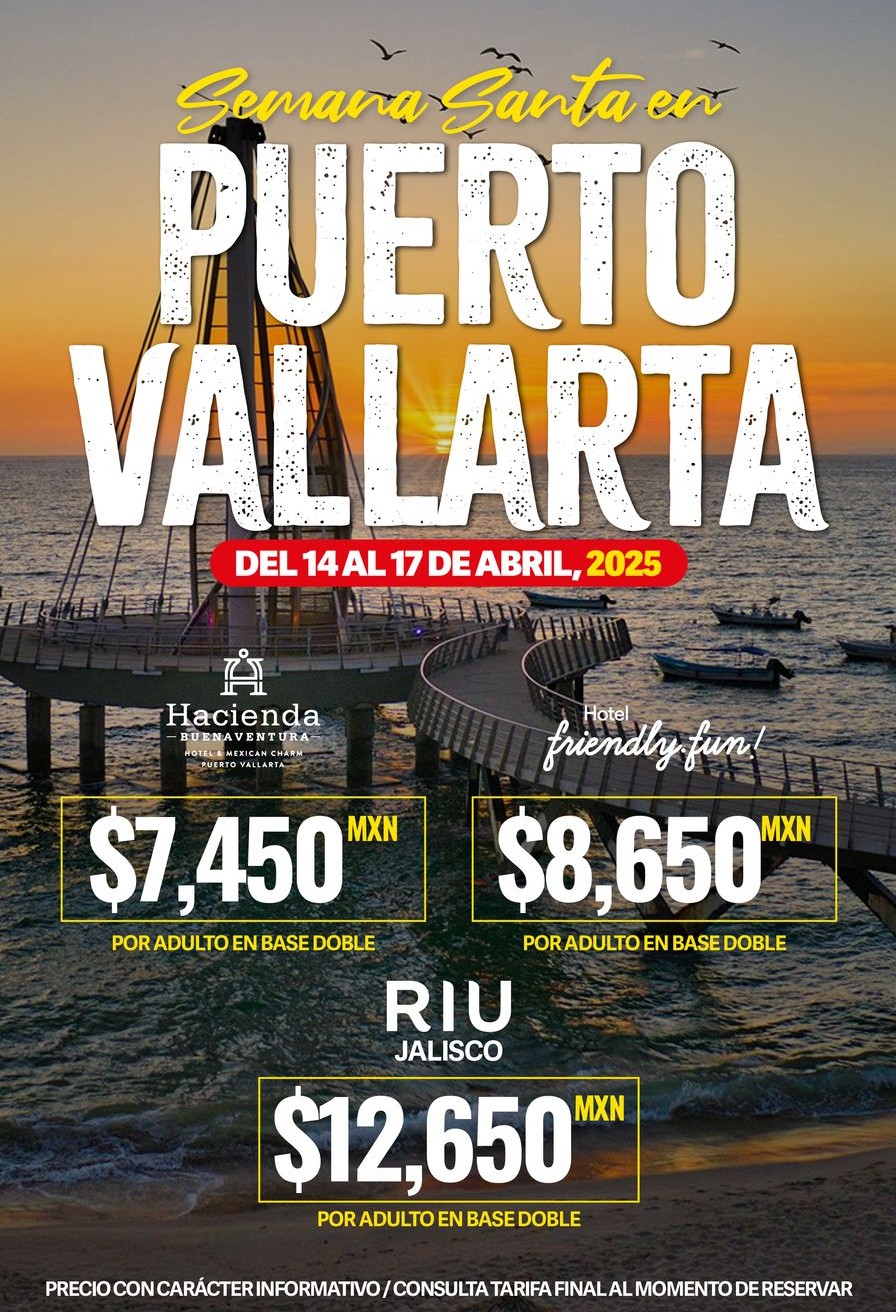 Semana Santa en
PUERTO
VALLARTA
DEL 14 AL 17 DE ABRIL, 2025
Hacienda
BUENAVENTURA
HOTEL & MEXICAN CHARM
PUERTO VALLARTA
$7,450 MXN
POR ADULTO EN BASE DOBLE
Hotel
friendly.fun!
$8,650 MXN
POR ADULTO EN BASE DOBLE
RIU
JALISCO
$12,650 MXN
POR ADULTO EN BASE DOBLE
PRECIO CON CARÁCTER INFORMATIVO / CONSULTA TARIFA FINAL AL MOMENTO DE RESERVAR